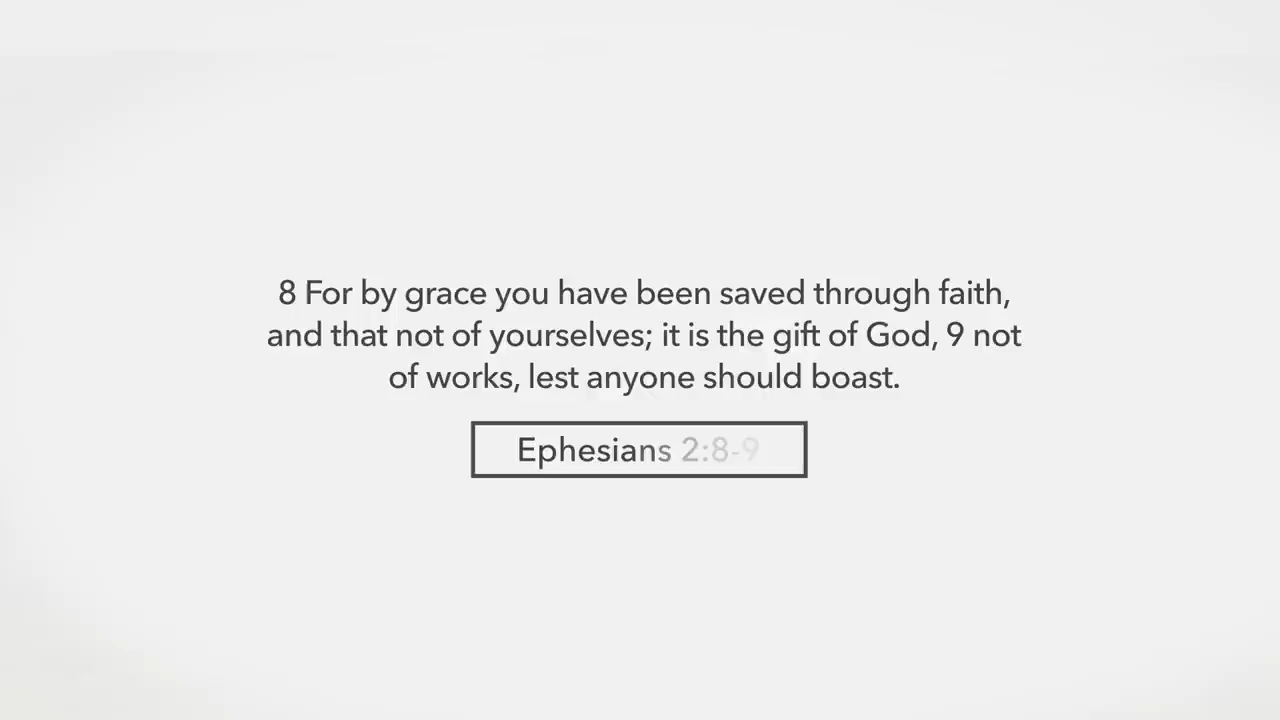 8 For by grace you have been saved through faith,
and that not of yourselves; it is the gift of God, 9 not
of works, lest anyone should boast.
Ephesians 2:8-9